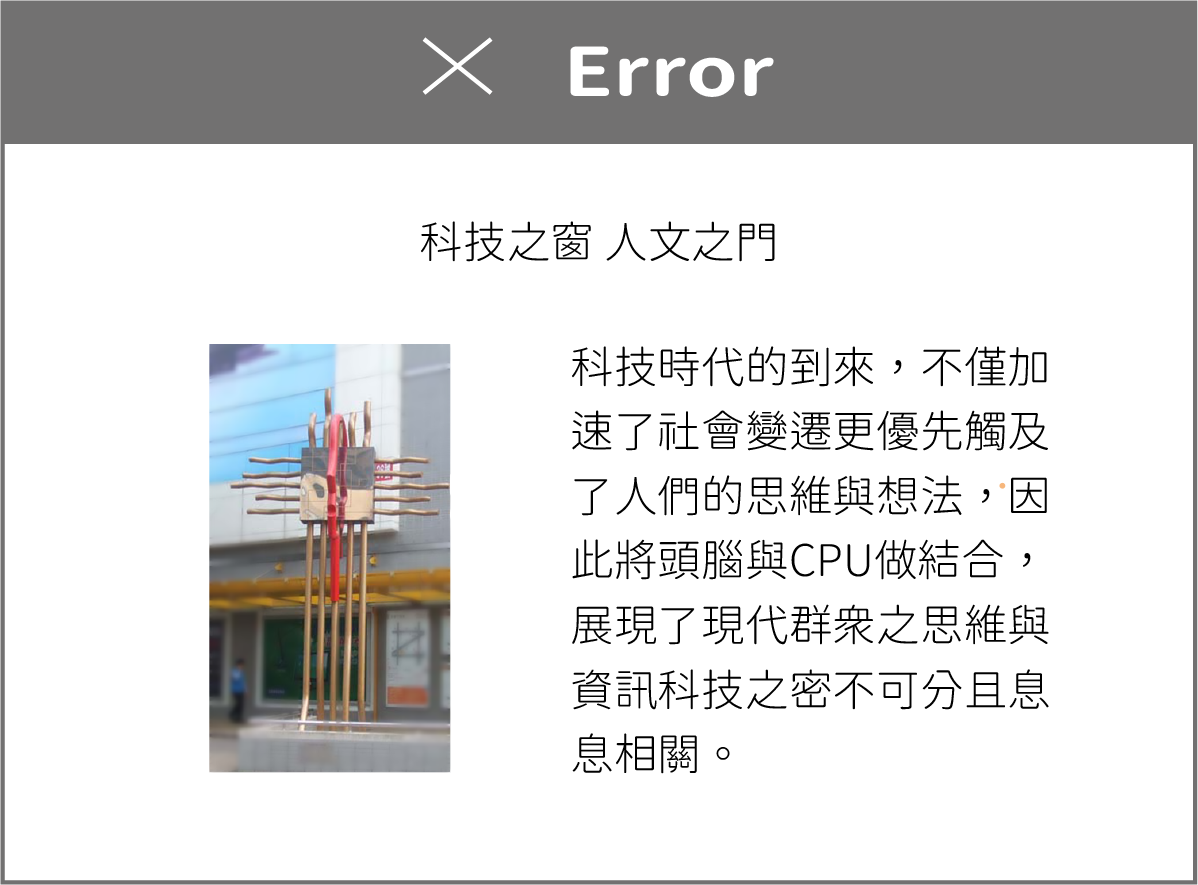 Error
科技之窗 人文之門
科技時代的到來，不僅加
速了社會變遷更優先觸及
了人們的思維與想法，因
此將頭腦與CPU做結合，
展現了現代群衆之思維與
資訊科技之密不可分且息
息相關。